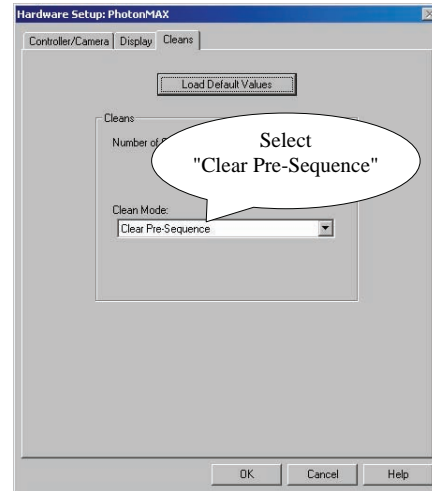 Hardware Setup: PhotonMAX
Controller/Camera Display Cleans
Load Default Values
Cleans
Number of
Select
"Clear Pre-Sequence"
Clean Mode:
Clear Pre-Sequence
OK Cancel Help